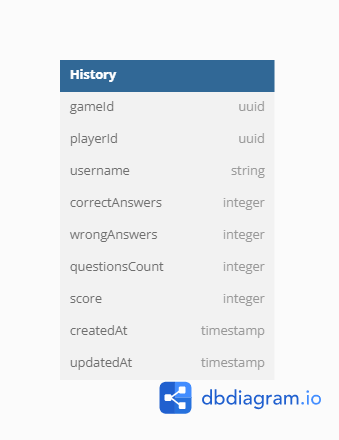 History
gameId uuid
playerId uuid
username string
correctAnswers integer
wrongAnswers integer
questionsCount integer
score integer
createdAt timestamp
updatedAt timestamp
dbdiagram.io